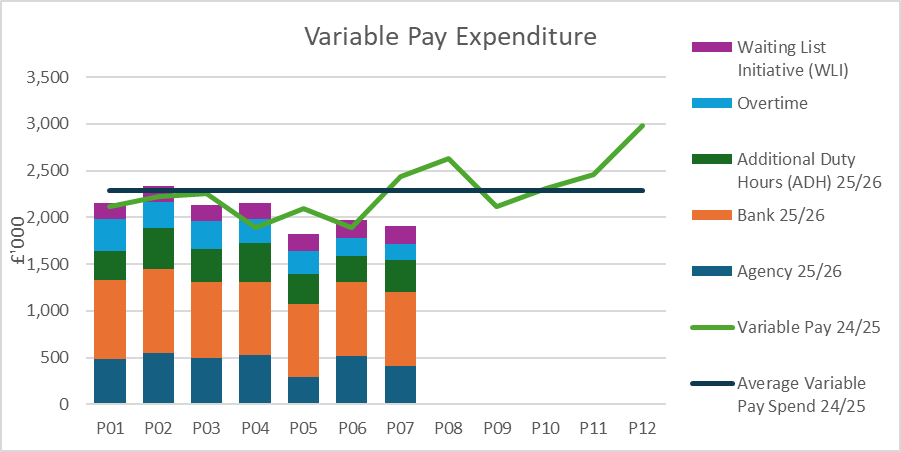 Variable Pay Expenditure
£'000
3,500
3,000
2,500
2,000
1,500
1,000
500
0
P01 P02 P03 P04 P05 P06 P07 P08 P09 P10 P11 P12
Waiting List
Initiative (WLI)
Overtime
Additional Duty
Hours (ADH) 25/26
Bank 25/26
Agency 25/26
Variable Pay 24/25
Average Variable
Pay Spend 24/25